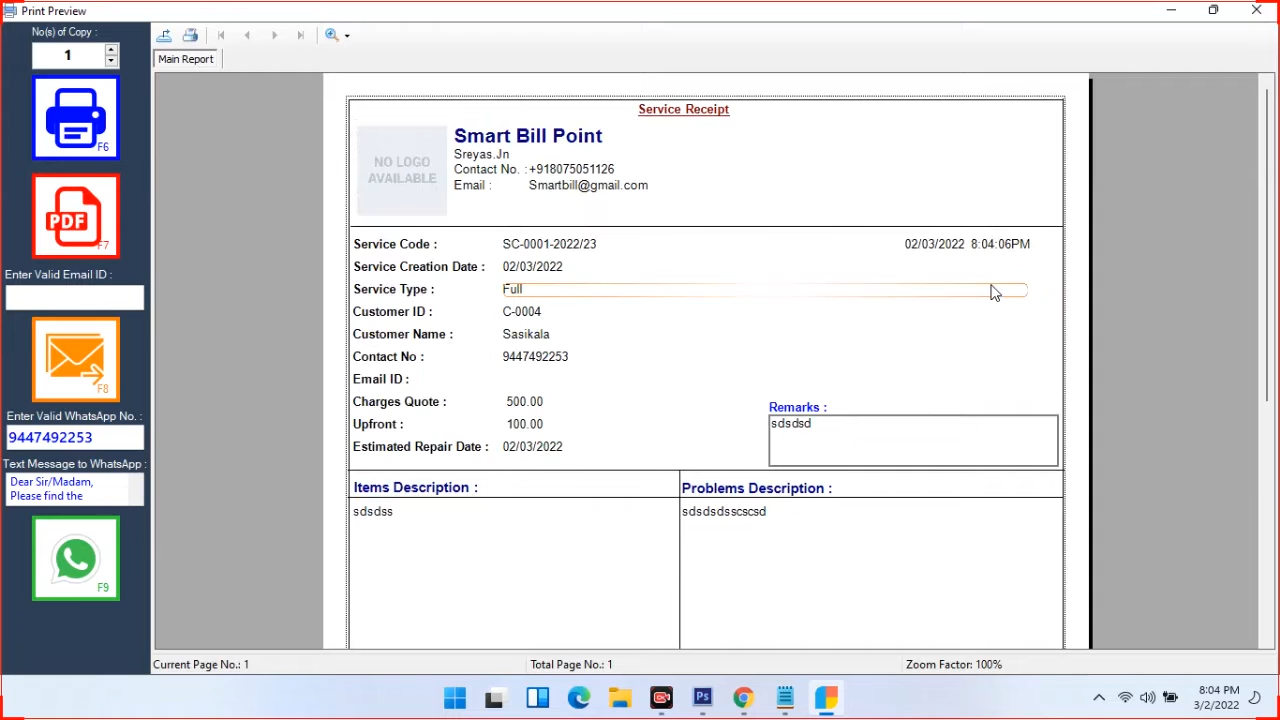 Print Preview
No(s) of Copy :
1
F6
PDF
F7
Enter Valid Email ID :
F8
Enter Valid WhatsApp No. :
9447492253
Text Message to WhatsApp :
Dear Sir/Madam,
Please find the
F9
Main Report
Service Receipt
NO LOGO
AVAILABLE
Smart Bill Point
Sreyas.Jn
Contact No. : +918075051126
Email : Smartbill@gmail.com
Service Code : SC-0001-2022/23 02/03/2022 8:04:06PM
Service Creation Date : 02/03/2022
Service Type : Full
Customer ID : C-0004
Customer Name : Sasikala
Contact No : 9447492253
Email ID :
Charges Quote : 500.00
Upfront : 100.00
Estimated Repair Date : 02/03/2022
Remarks :
sdsdsd
Items Description :
sdsdss
Problems Description :
sdsdsdsscscsd
Current Page No.: 1 Total Page No.: 1 Zoom Factor: 100%
Ps
8:04 PM
3/2/2022